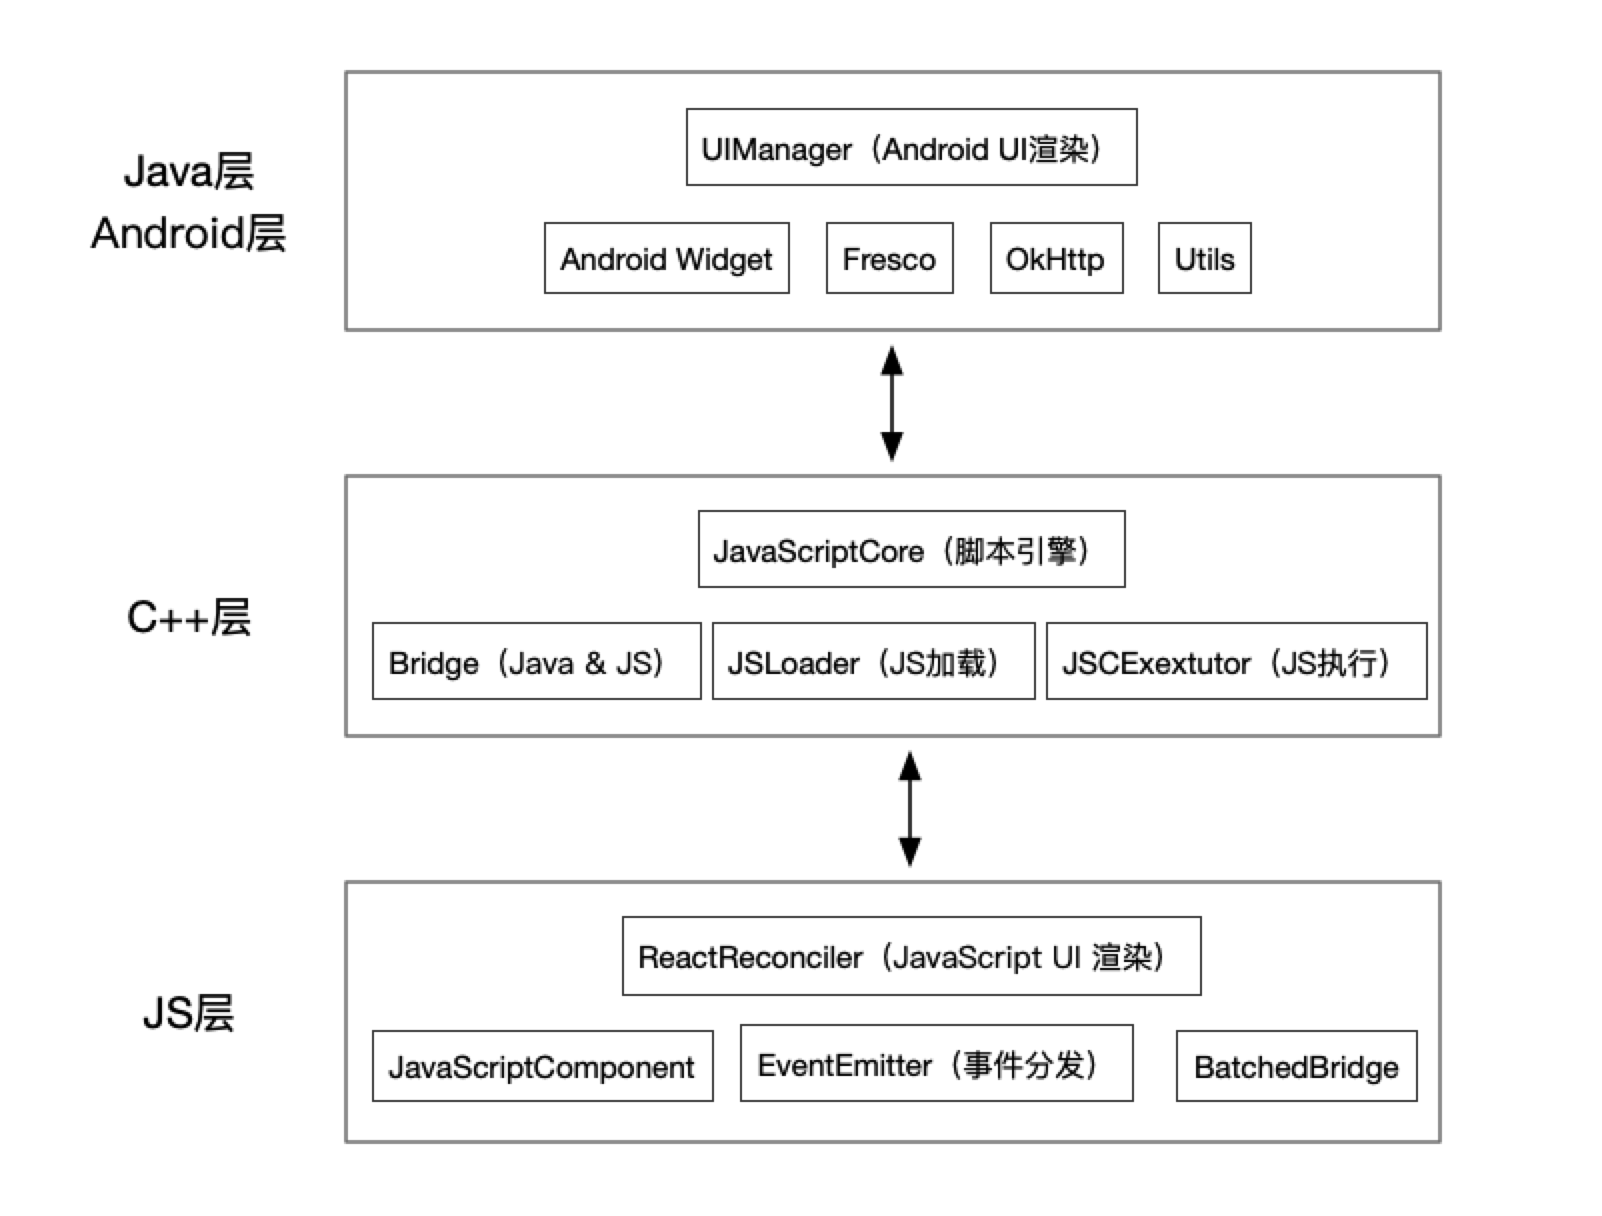 Java层
Android层
UIManager（Android UI渲染）
Android Widget
Fresco
OkHttp
Utils
C++层
JavaScriptCore（脚本引擎）
Bridge（Java & JS）
JSLoader（JS加载）
JSCExextutor（JS执行）
JS层
ReactReconciler（JavaScript UI 渲染）
JavaScriptComponent
EventEmitter（事件分发）
BatchedBridge